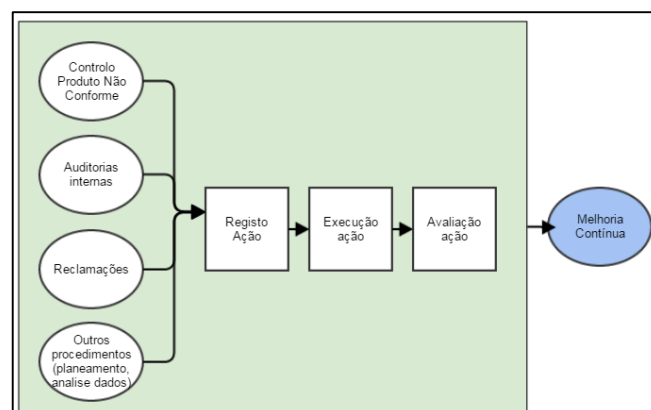 Controlo
Produto Não
Conforme
Auditorias
internas
Reclamações
Outros
procedimentos
(planeamento,
analise dados)
Registo
Ação
Execução
ação
Avaliação
ação
Melhoria
Contínua